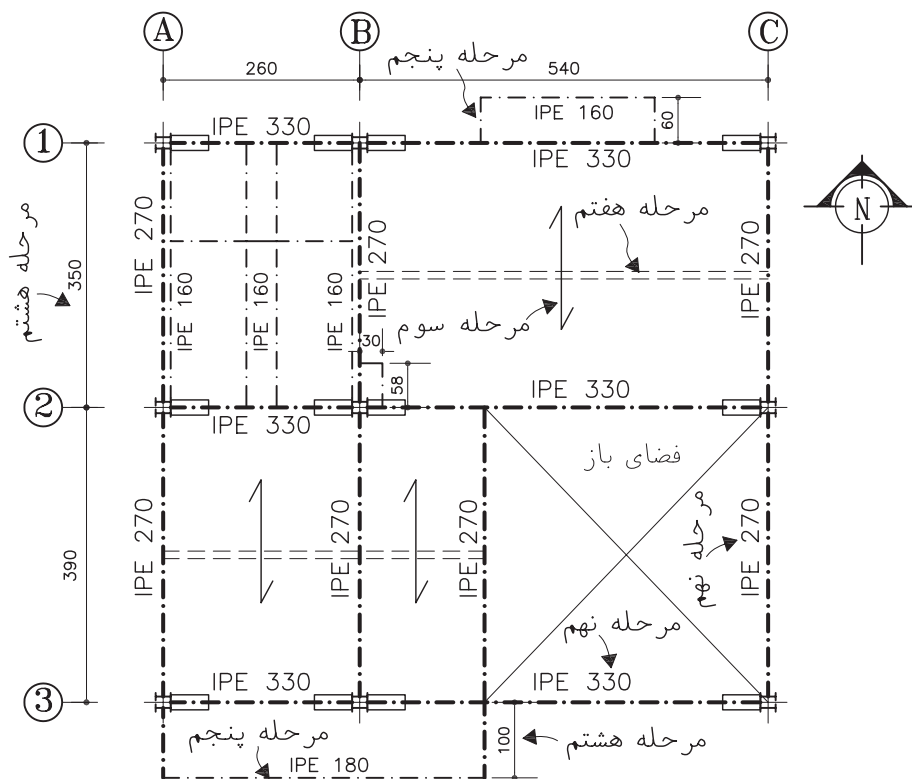 A
B
C
260
540
مرحله پنجم
IPE 160
60
1
IPE 330
IPE 330
N
مرحله هشتم
350
IPE 270
IPE 160
IPE 160
IPE 160
IPE 270
مرحله هفتم
مرحله سوم
IPE 270
30
58
2
IPE 330
IPE 330
فضای باز
390
IPE 270
IPE 270
IPE 270
مرحله نهم
IPE 270
مرحله نهم
3
IPE 330
IPE 330
مرحله پنجم
IPE 180
100
مرحله هشتم